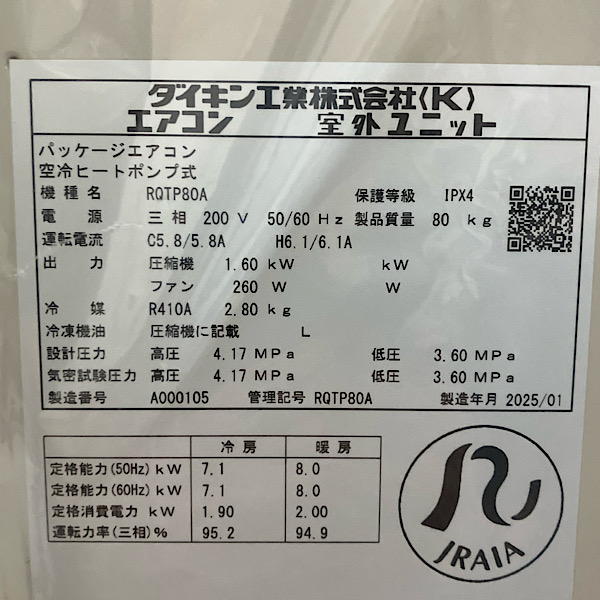 ダイキン工業株式会社〈K〉
エアコン 室外ユニット
パッケージエアコン
空冷ヒートポンプ式
機種名 RQTP80A 保護等級 IPX4
電源 三相 200 V 50/60 Hz 製品質量 80 kg
運転電流 C5.8/5.8A H6.1/6.1A
出力 圧縮機 1.60 kW kW
ファン 260 W W
冷媒 R410A 2.80 kg
冷凍機油 圧縮機に記載 L
設計圧力 高圧 4.17 MPa 低圧 3.60 MPa
気密試験圧力 高圧 4.17 MPa 低圧 3.60 MPa
製造番号 A000105 管理記号 RQTP80A 製造年月 2025/01
冷房 暖房
定格能力(50Hz) kW 7.1 8.0
定格能力(60Hz) kW 7.1 8.0
定格消費電力 kW 1.90 2.00
運転力率(三相)% 95.2 94.9
JRAIA